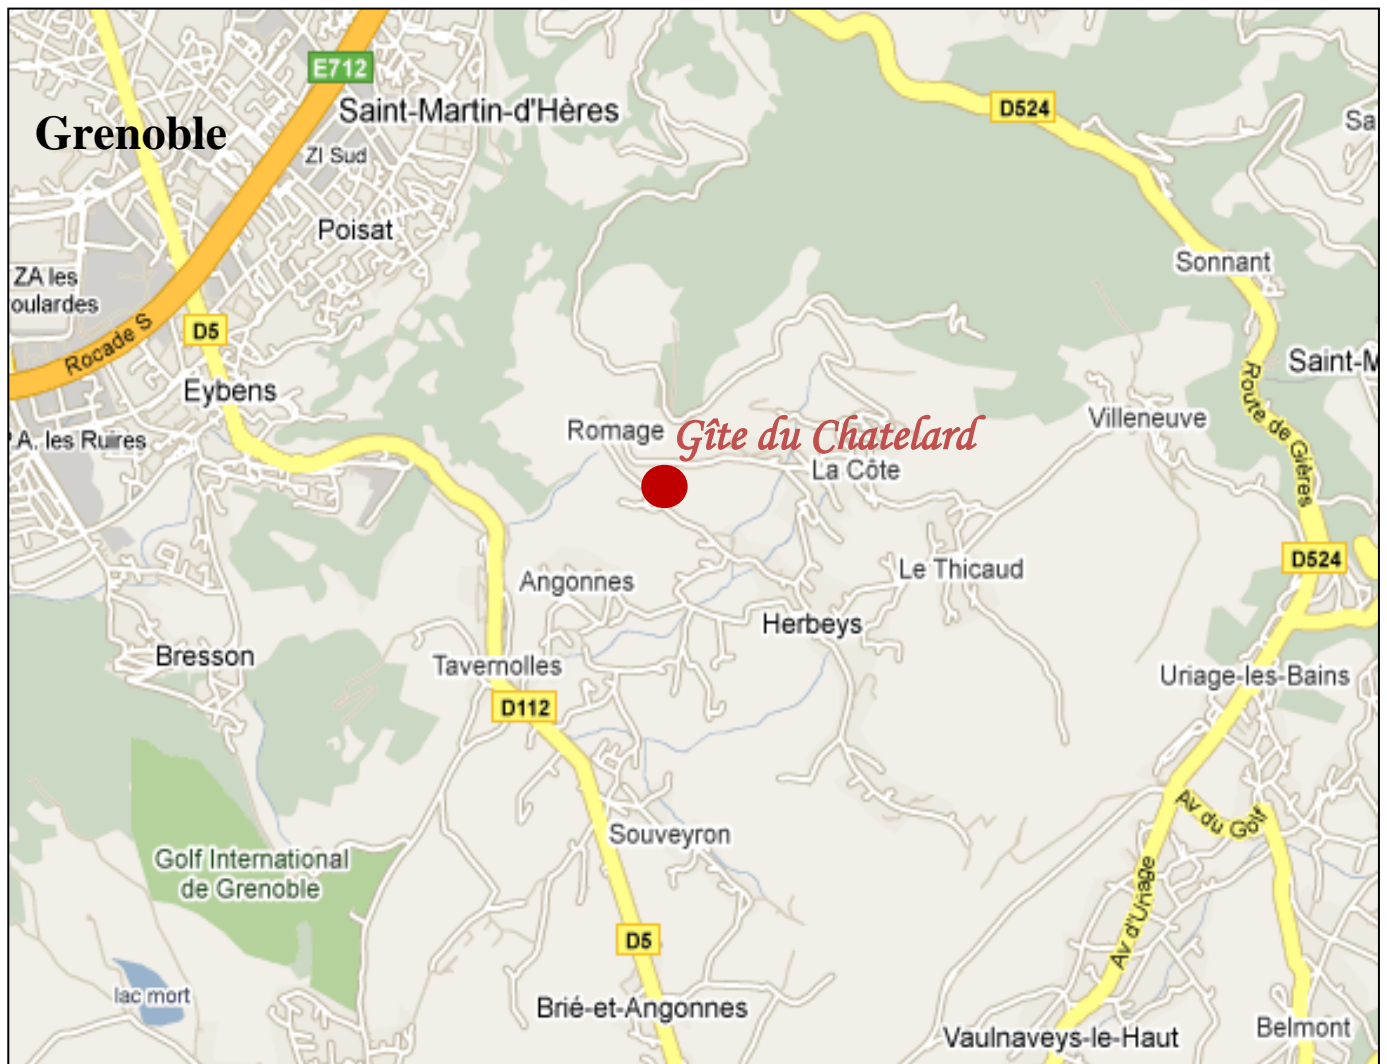 E712
Saint-Martin-d'Hères
Grenoble
ZI Sud
D524
Sa
Poisat
Sonnant
ZA les
oulardes
Rocade S
D5
Saint-M
Eybens
Route de Gières
Villeneuve
Romage
Gîte du Chatelard
A. les Ruires
La Côte
D524
Le Thicaud
Angonnes
Herbeys
Bresson
Tavernolles
Uriage-les-Bains
D112
Av du Golf
Souveyron
Golf International
de Grenoble
Av d'Uriage
D5
lac mort
Brié-et-Angonnes
Vaulnaveys-le-Haut
Belmont